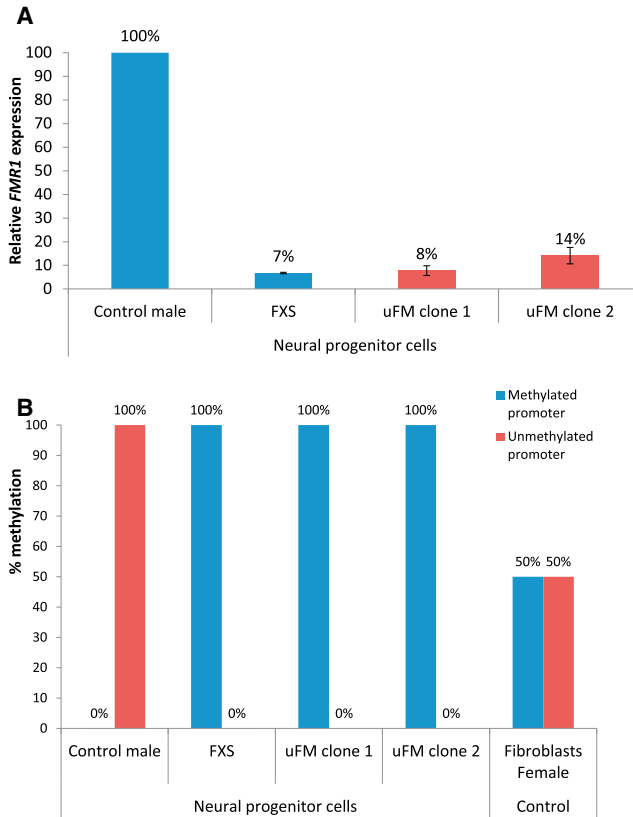 A
Relative FMR1 expression
100
90
80
70
60
50
40
30
20
10
0
100%
7%
8%
14%
Control male
FXS
uFM clone 1
uFM clone 2
Neural progenitor cells
B
% methylation
100
90
80
70
60
50
40
30
20
10
0
Methylated
promoter
Unmethylated
promoter
0%
100%
100%
0%
100%
0%
100%
0%
50%
50%
Control male
FXS
uFM clone 1
uFM clone 2
Fibroblasts
Female
Neural progenitor cells
Control